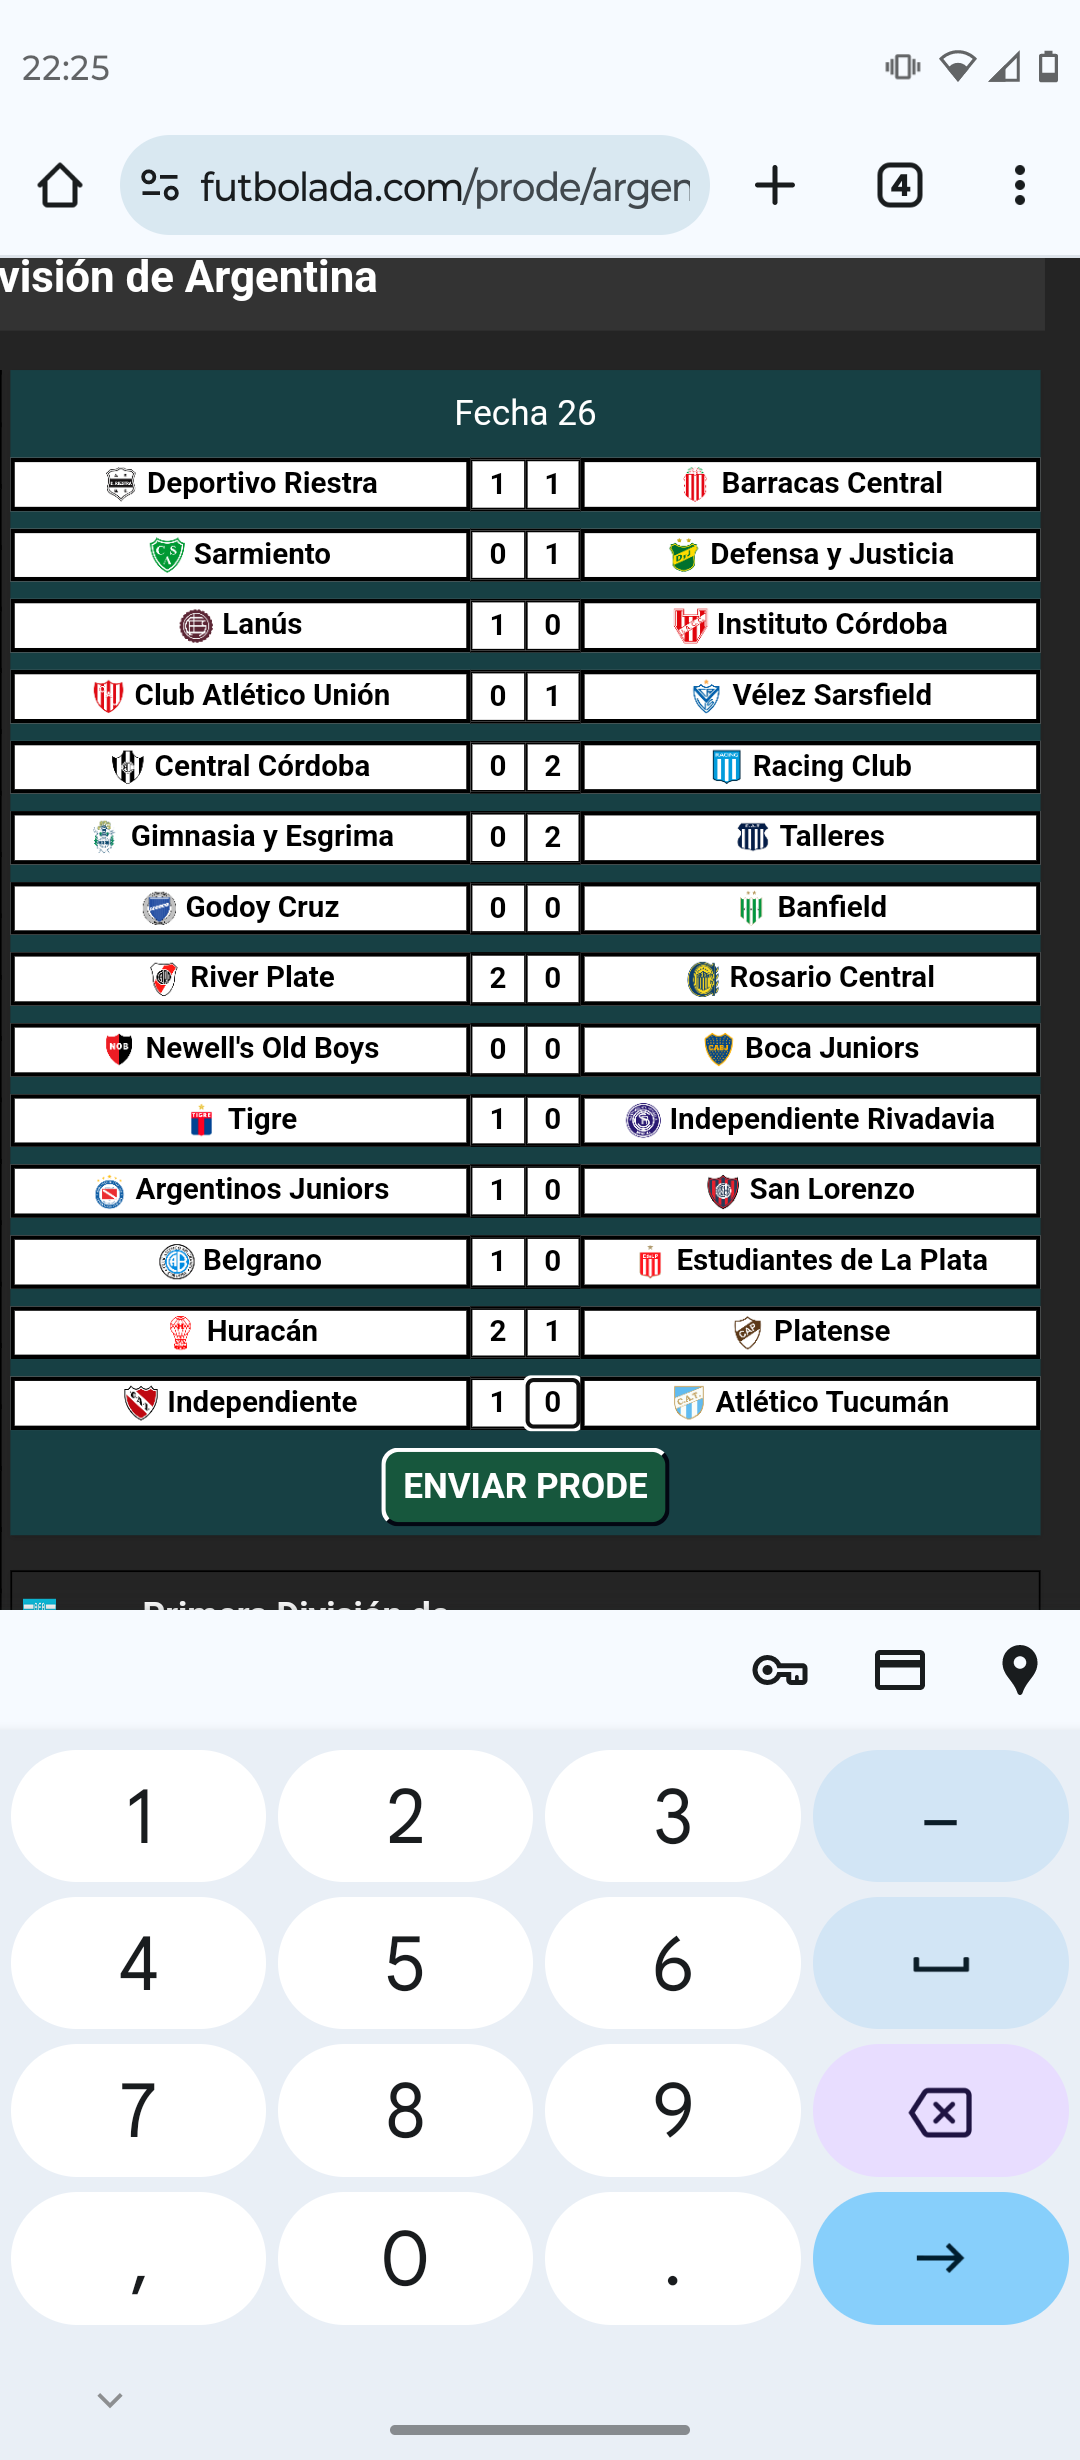 22:25
futbolada.com/prode/argen
4
visión de Argentina
Fecha 26
Deportivo Riestra 1 1 Barracas Central
Sarmiento 0 1 Defensa y Justicia
Lanús 1 0 Instituto Córdoba
Club Atlético Unión 0 1 Vélez Sarsfield
Central Córdoba 0 2 Racing Club
Gimnasia y Esgrima 0 2 Talleres
Godoy Cruz 0 0 Banfield
River Plate 2 0 Rosario Central
Newell's Old Boys 0 0 Boca Juniors
Tigre 1 0 Independiente Rivadavia
Argentinos Juniors 1 0 San Lorenzo
Belgrano 1 0 Estudiantes de La Plata
Huracán 2 1 Platense
Independiente 1 0 Atlético Tucumán
ENVIAR PRODE
Primera División de
1 2 3 –
4 5 6
7 8 9
, 0 .